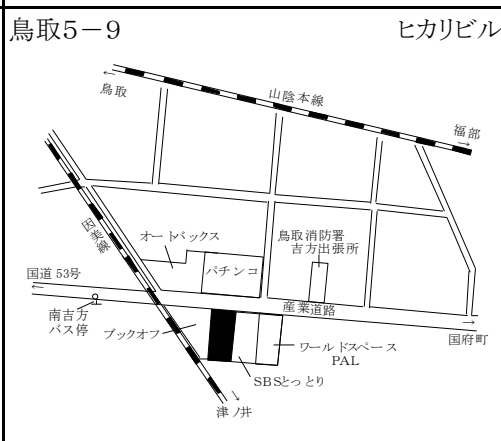 鳥取5－9
ヒカリビル
山陰本線
←
鳥取
福部
→
因美線
オートバックス
パチンコ
鳥取消防署
吉方出張所
国道 53号
←
産業道路
南吉方
バス停
ブックオフ
ワールドスペース
PAL
→
国府町
SBSとっとり
→
津ノ井